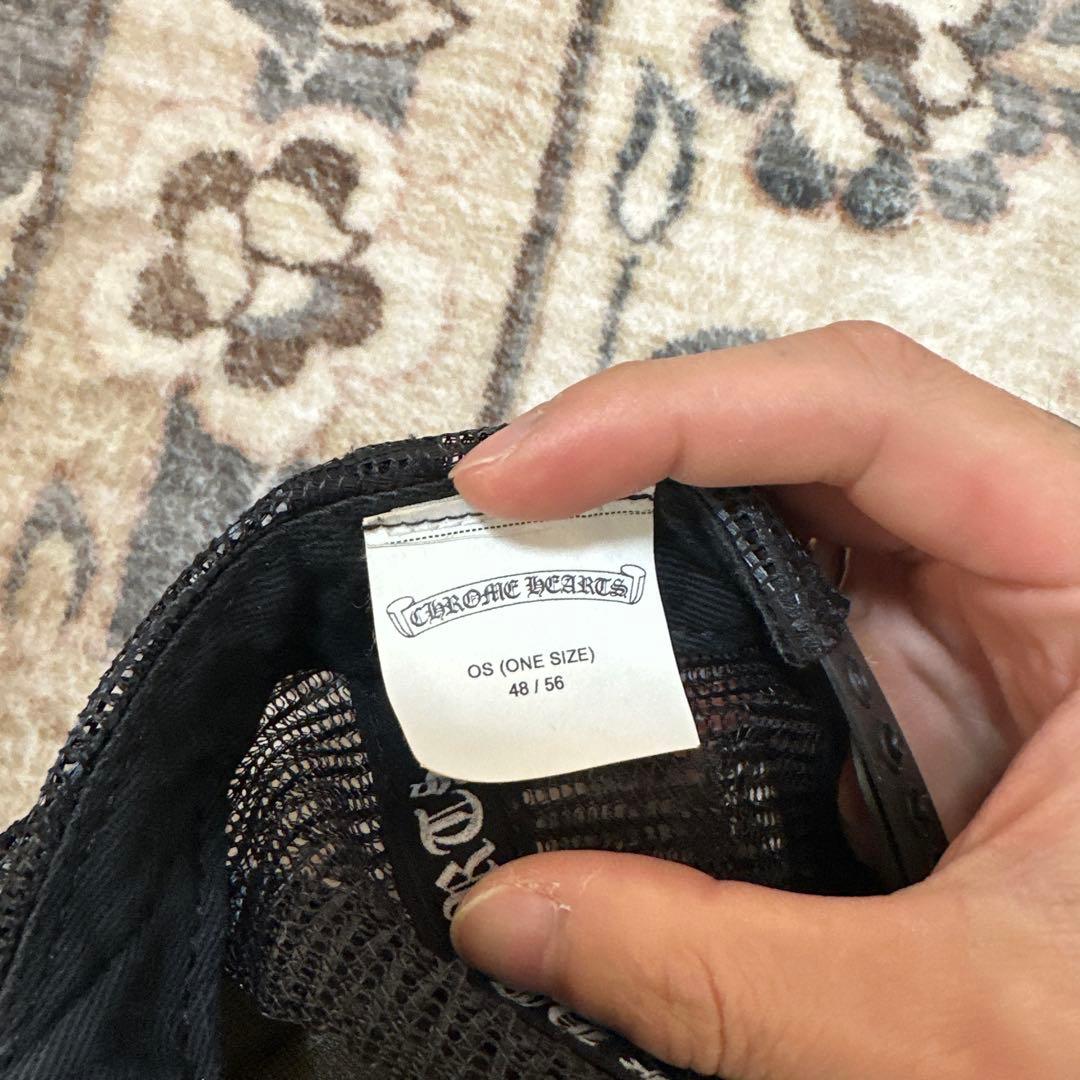 CHROME HEARTS
OS (ONE SIZE)
48 / 56